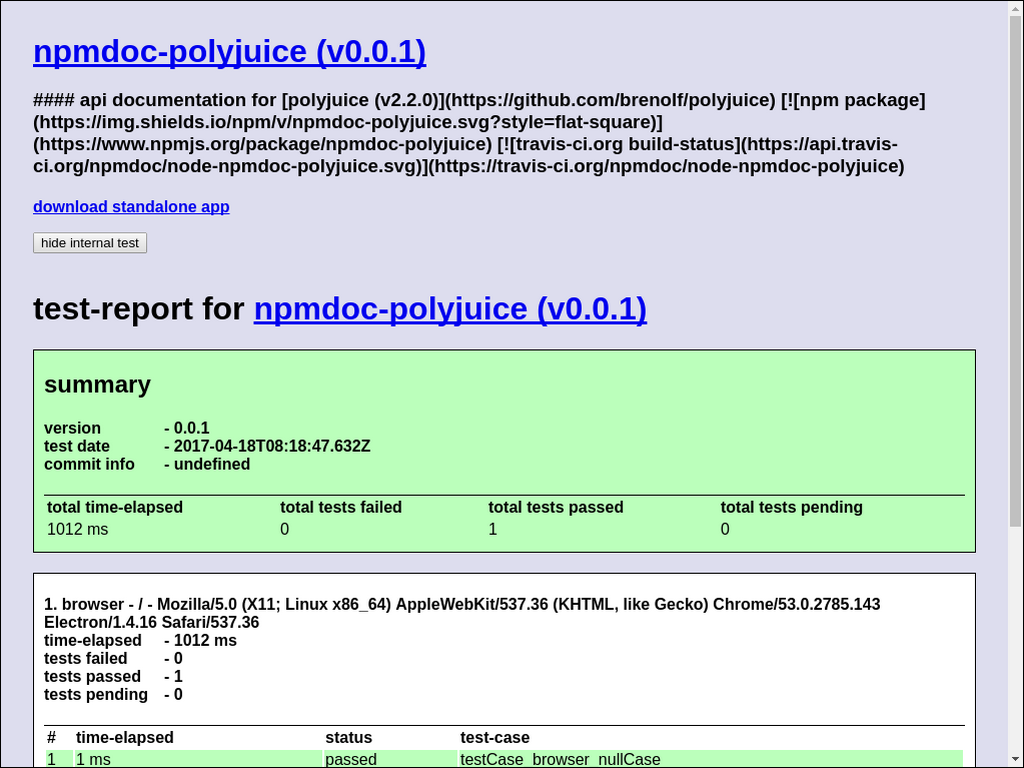 npmdoc-polyjuice (v0.0.1)
#### api documentation for [polyjuice (v2.2.0)](https://github.com/brenolf/polyjuice) [![npm package]
(https://img.shields.io/npm/v/npmdoc-polyjuice.svg?style=flat-square)]
(https://www.npmjs.org/package/npmdoc-polyjuice) [![travis-ci.org build-status](https://api.travis-
ci.org/npmdoc/node-npmdoc-polyjuice.svg)](https://travis-ci.org/npmdoc/node-npmdoc-polyjuice)
download standalone app
hide internal test
test-report for npmdoc-polyjuice (v0.0.1)
summary
version - 0.0.1
test date - 2017-04-18T08:18:47.632Z
commit info - undefined
total time-elapsed total tests failed total tests passed total tests pending
1012 ms 0 1 0
1. browser - / - Mozilla/5.0 (X11; Linux x86_64) AppleWebKit/537.36 (KHTML, like Gecko) Chrome/53.0.2785.143
Electron/1.4.16 Safari/537.36
time-elapsed - 1012 ms
tests failed - 0
tests passed - 1
tests pending - 0
# time-elapsed status test-case
1 1 ms passed testCase_browser_nullCase